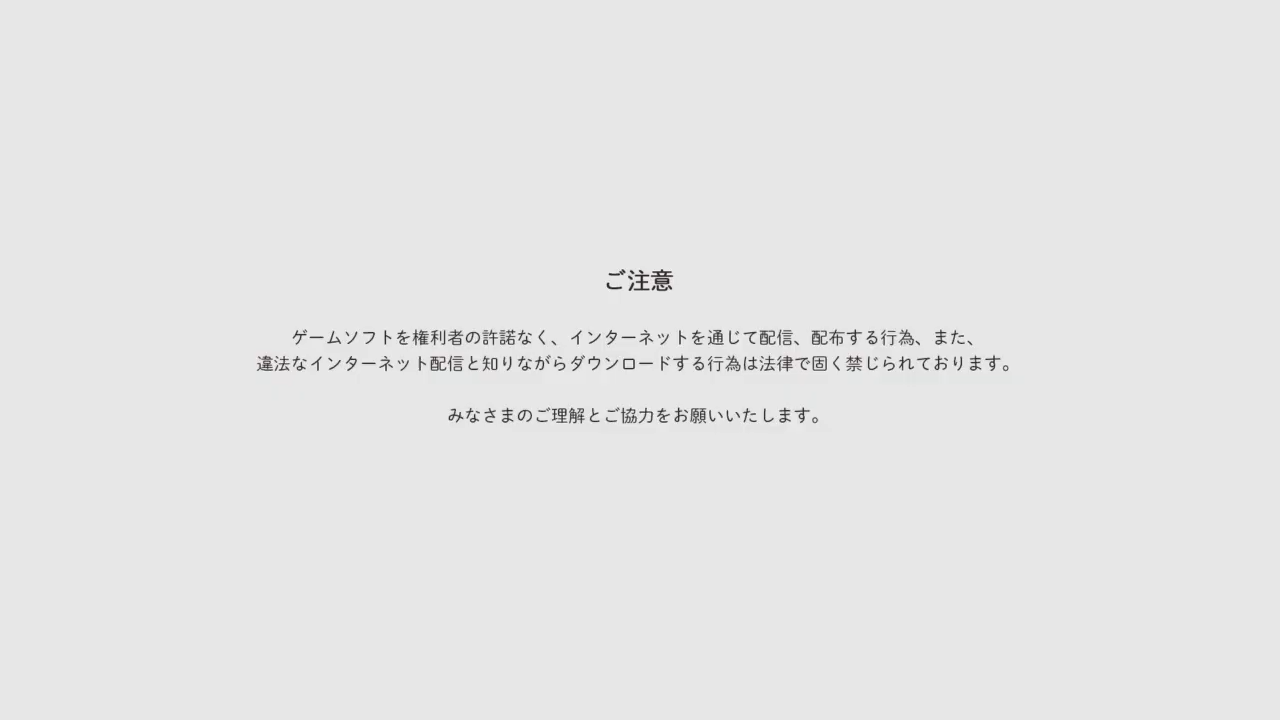 ご注意
ゲームソフトを権利者の許諾なく、インターネットを通じて配信、配布する行為、また、
違法なインターネット配信と知りながらダウンロードする行為は法律で固く禁じられております。
みなさまのご理解とご協力をお願いいたします。